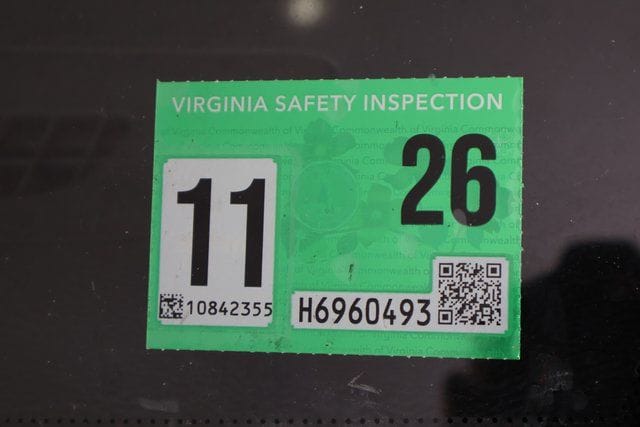 VIRGINIA SAFETY INSPECTION
11
26
10842355
H6960493